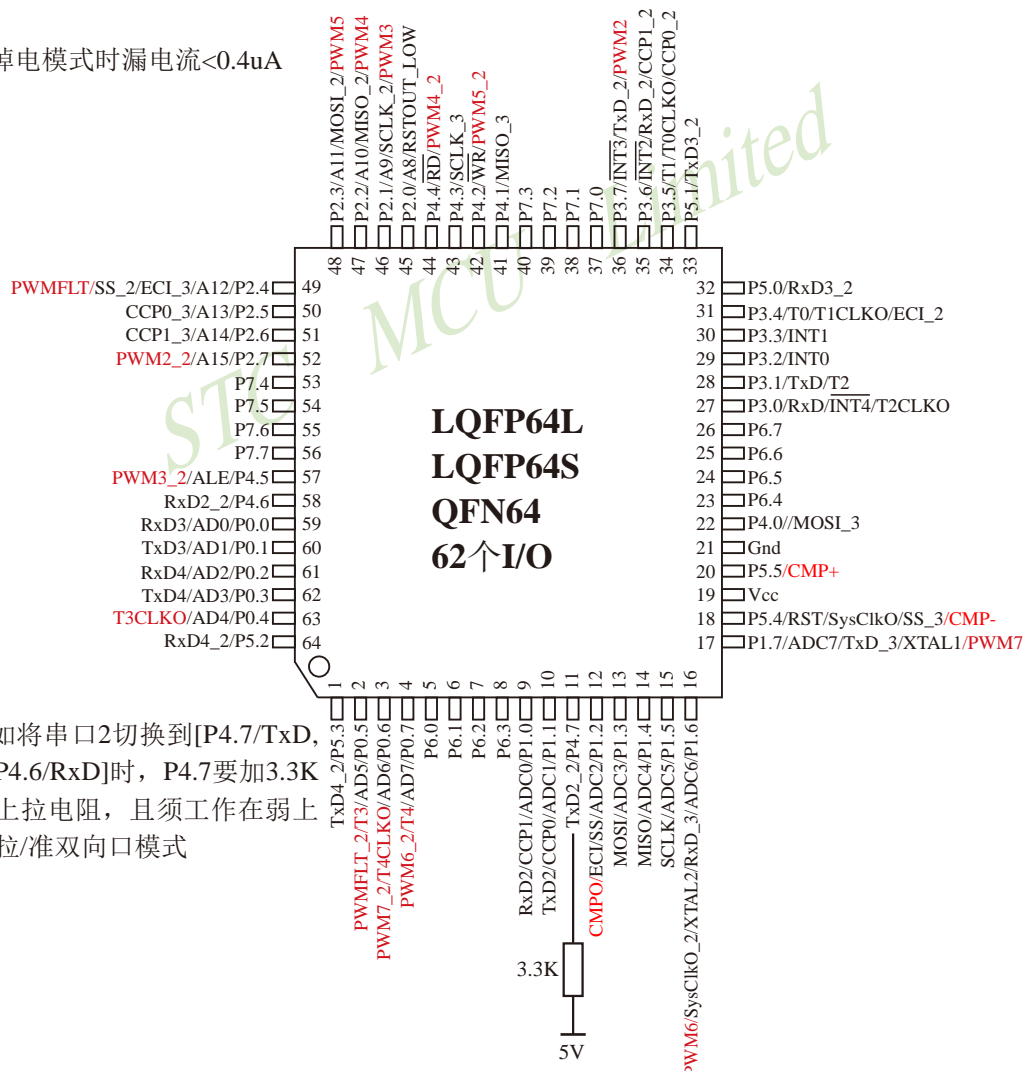 掉电模式时漏电流<0.4uA
P2.3/A11/MOSI_2/PWM5
P2.2/A10/MISO_2/PWM4
P2.1/A9/SCLK_2/PWM3
P2.0/A8/RSTOUT_LOW
P4.4/RD/PWM4_2
P4.3/SCLK_3
P4.2/WR/PWM5_2
P4.1/MISO_3
P7.3
P7.2
P7.1
P7.0
P3.7/INT3/TxD_2/PWM2
P3.6/INT2/RxD_2/CCP1_2
P3.5/T1/T0CLKO/CCP0_2
P5.1/TxD3_2
48 47 46 45 44 43 42 41 40 39 38 37 36 35 34 33
STC MCU Limited
PWMFLT/SS_2/ECI_3/A12/P2.4 49
CCP0_3/A13/P2.5 50
CCP1_3/A14/P2.6 51
PWM2_2/A15/P2.7 52
P7.4 53
P7.5 54
P7.6 55
P7.7 56
PWM3_2/ALE/P4.5 57
RxD2_2/P4.6 58
RxD3/AD0/P0.0 59
TxD3/AD1/P0.1 60
RxD4/AD2/P0.2 61
TxD4/AD3/P0.3 62
T3CLKO/AD4/P0.4 63
RxD4_2/P5.2 64
LQFP64L
LQFP64S
QFN64
62个I/O
32 P5.0/RxD3_2
31 P3.4/T0/T1CLKO/ECI_2
30 P3.3/INT1
29 P3.2/INT0
28 P3.1/TxD/T2
27 P3.0/RxD/INT4/T2CLKO
26 P6.7
25 P6.6
24 P6.5
23 P6.4
22 P4.0//MOSI_3
21 Gnd
20 P5.5/CMP+
19 Vcc
18 P5.4/RST/SysClkO/SS_3/CMP-
17 P1.7/ADC7/TxD_3/XTAL1/PWM7
1 2 3 4 5 6 7 8 9 10 11 12 13 14 15 16
TxD4_2/P5.3
PWMFLT_2/T3/AD5/P0.5
PWM7_2/T4CLKO/AD6/P0.6
PWM6_2/T4/AD7/P0.7
P6.0
P6.1
P6.2
P6.3
RxD2/CCP1/ADC0/P1.0
TxD2/CCP0/ADC1/P1.1
TxD2_2/P4.7
CMPO/ECI/SS/ADC2/P1.2
MOSI/ADC3/P1.3
MISO/ADC4/P1.4
SCLK/ADC5/P1.5
PWM6/SysClkO_2/XTAL2/RxD_3/ADC6/P1.6
如将串口2切换到[P4.7/TxD,
P4.6/RxD]时，P4.7要加3.3K
上拉电阻，且须工作在弱上
拉/准双向口模式
3.3K
5V